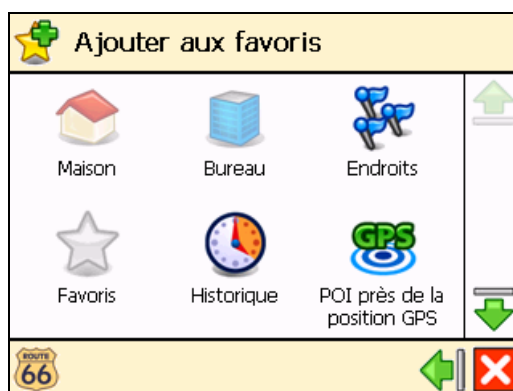 Ajouter aux favoris
Maison
Bureau
Endroits
Favoris
Historique
GPS
POI près de la
position GPS
ROUTE
66